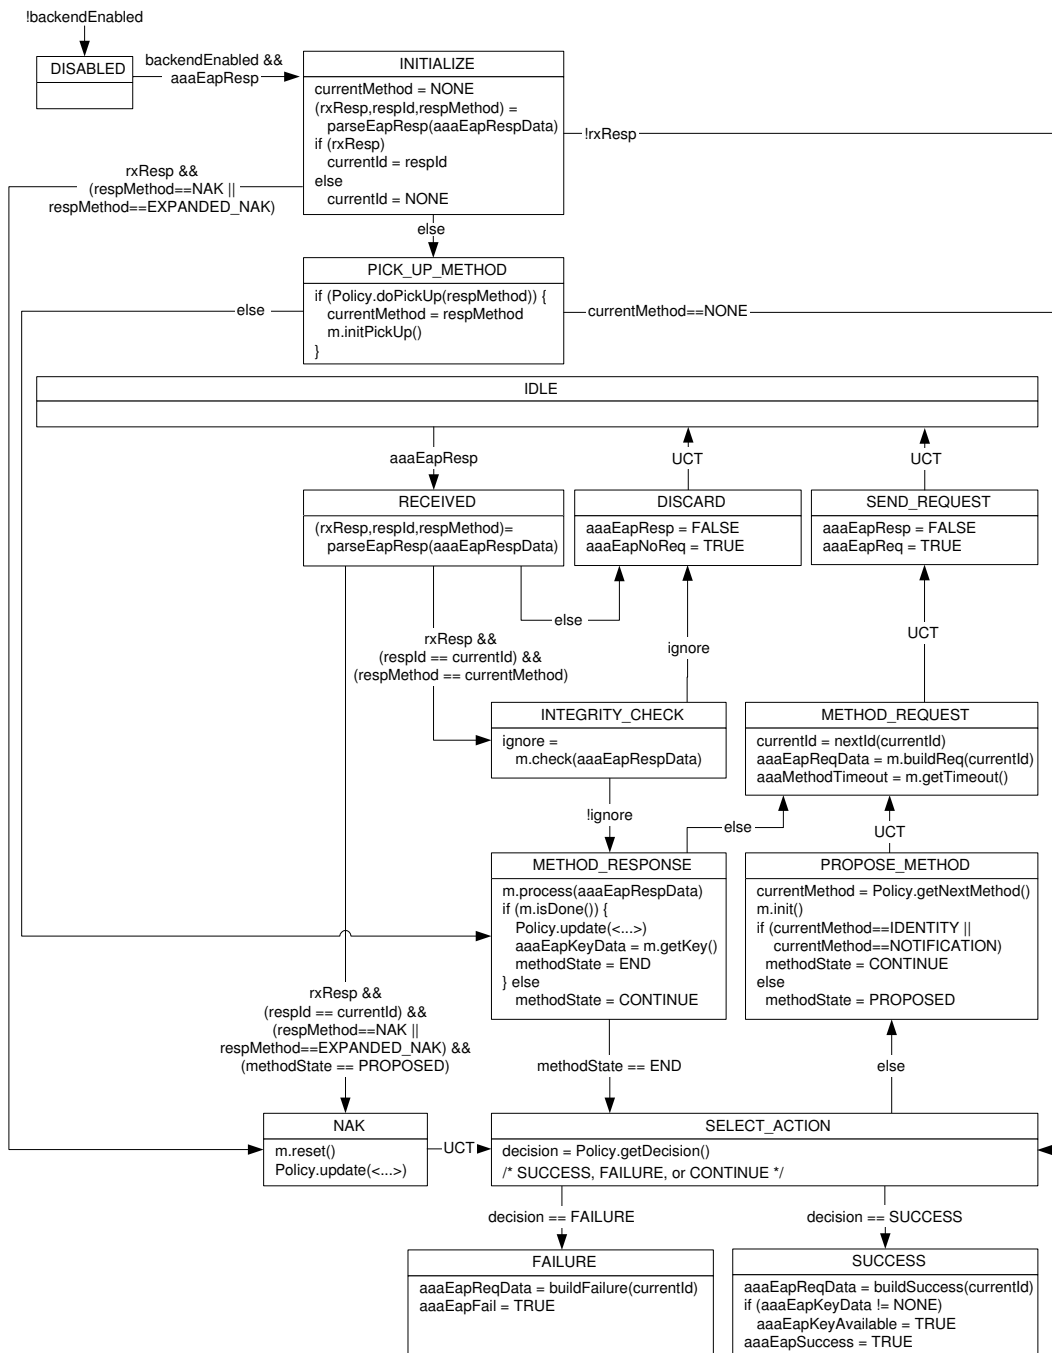 !backendEnabled
DISABLED
backendEnabled &&
aaaEapResp
INITIALIZE
currentMethod = NONE
(rxResp,respId,respMethod) =
parseEapResp(aaaEapRespData)
if (rxResp)
currentId = respId
else
currentId = NONE
!rxResp
rxResp &&
(respMethod==NAK ||
respMethod==EXPANDED_NAK)
else
PICK_UP_METHOD
if (Policy.doPickUp(respMethod)) {
currentMethod = respMethod
m.initPickUp()
}
else
currentMethod==NONE
IDLE
aaaEapResp
UCT
UCT
RECEIVED
(rxResp,respId,respMethod)=
parseEapResp(aaaEapRespData)
DISCARD
aaaEapResp = FALSE
aaaEapNoReq = TRUE
SEND_REQUEST
aaaEapResp = FALSE
aaaEapReq = TRUE
else
rxResp &&
(respId == currentId) &&
(respMethod == currentMethod)
ignore
UCT
INTEGRITY_CHECK
ignore =
m.check(aaaEapRespData)
METHOD_REQUEST
currentId = nextId(currentId)
aaaEapReqData = m.buildReq(currentId)
aaaMethodTimeout = m.getTimeout()
!ignore
else
UCT
METHOD_RESPONSE
m.process(aaaEapRespData)
if (m.isDone()) {
Policy.update(<...>)
aaaEapKeyData = m.getKey()
methodState = END
} else
methodState = CONTINUE
PROPOSE_METHOD
currentMethod = Policy.getNextMethod()
m.init()
if (currentMethod==IDENTITY ||
currentMethod==NOTIFICATION)
methodState = CONTINUE
else
methodState = PROPOSED
rxResp &&
(respId == currentId) &&
(respMethod==NAK ||
respMethod==EXPANDED_NAK) &&
(methodState == PROPOSED)
methodState == END
else
NAK
m.reset()
Policy.update(<...>)
UCT
SELECT_ACTION
decision = Policy.getDecision()
/* SUCCESS, FAILURE, or CONTINUE */
decision == FAILURE
decision == SUCCESS
FAILURE
aaaEapReqData = buildFailure(currentId)
aaaEapFail = TRUE
SUCCESS
aaaEapReqData = buildSuccess(currentId)
if (aaaEapKeyData != NONE)
aaaEapKeyAvailable = TRUE
aaaEapSuccess = TRUE